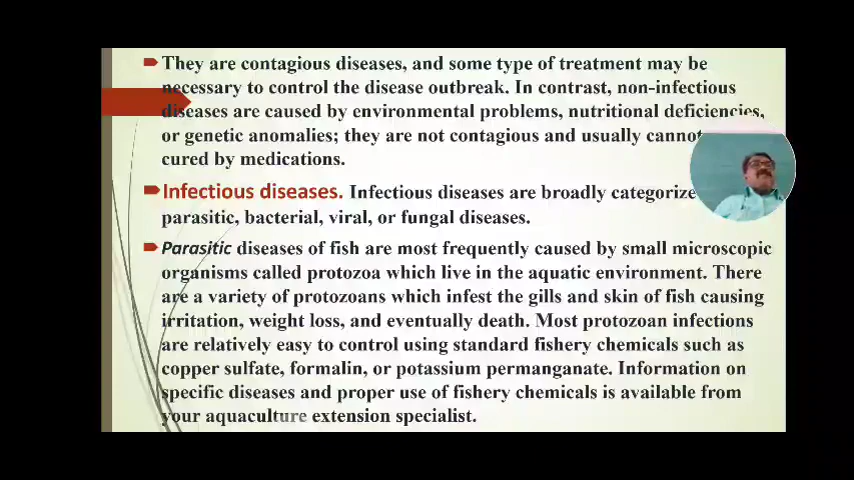 They are contagious diseases, and some type of treatment may be
necessary to control the disease outbreak. In contrast, non-infectious
diseases are caused by environmental problems, nutritional deficiencies,
or genetic anomalies; they are not contagious and usually cannot
cured by medications.
Infectious diseases. Infectious diseases are broadly categorize
parasitic, bacterial, viral, or fungal diseases.
Parasitic diseases of fish are most frequently caused by small microscopic
organisms called protozoa which live in the aquatic environment. There
are a variety of protozoans which infest the gills and skin of fish causing
irritation, weight loss, and eventually death. Most protozoan infections
are relatively easy to control using standard fishery chemicals such as
copper sulfate, formalin, or potassium permanganate. Information on
specific diseases and proper use of fishery chemicals is available from
your aquaculture extension specialist.